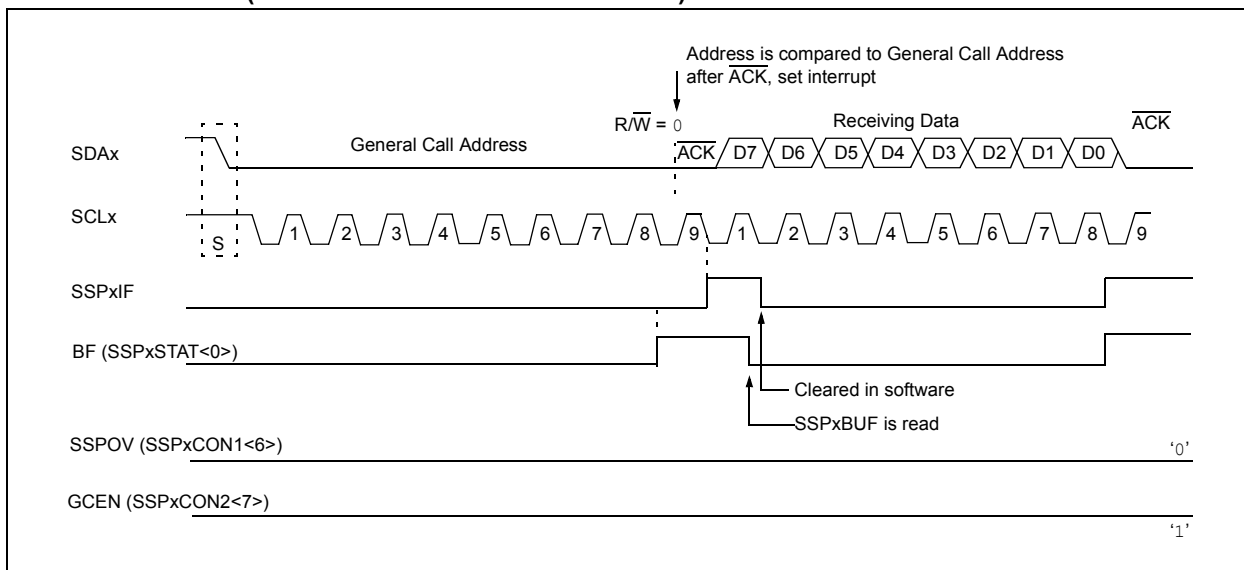 (
)
Address is compared to General Call Address
after ACK, set interrupt
R/W = 0
Receiving Data
ACK
SDAx
General Call Address
ACK D7 D6 D5 D4 D3 D2 D1 D0
SCLx
S
1 2 3 4 5 6 7 8 9 1 2 3 4 5 6 7 8 9
SSPxIF
BF (SSPxSTAT<0>)
Cleared in software
SSPxBUF is read
SSPOV (SSPxCON1<6>)
‘0’
GCEN (SSPxCON2<7>)
‘1’